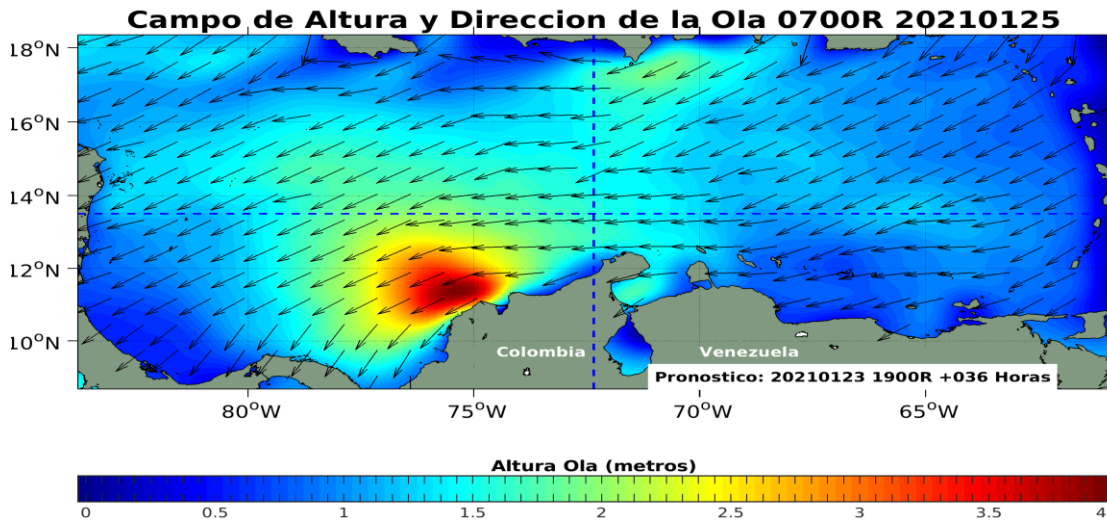 Campo de Altura y Direccion de la Ola 0700R 20210125
18°N
16°N
14°N
12°N
10°N
Colombia
Venezuela
Pronostico: 20210123 1900R +036 Horas
80°W
75°W
70°W
65°W
Altura Ola (metros)
0 0.5 1 1.5 2 2.5 3 3.5 4